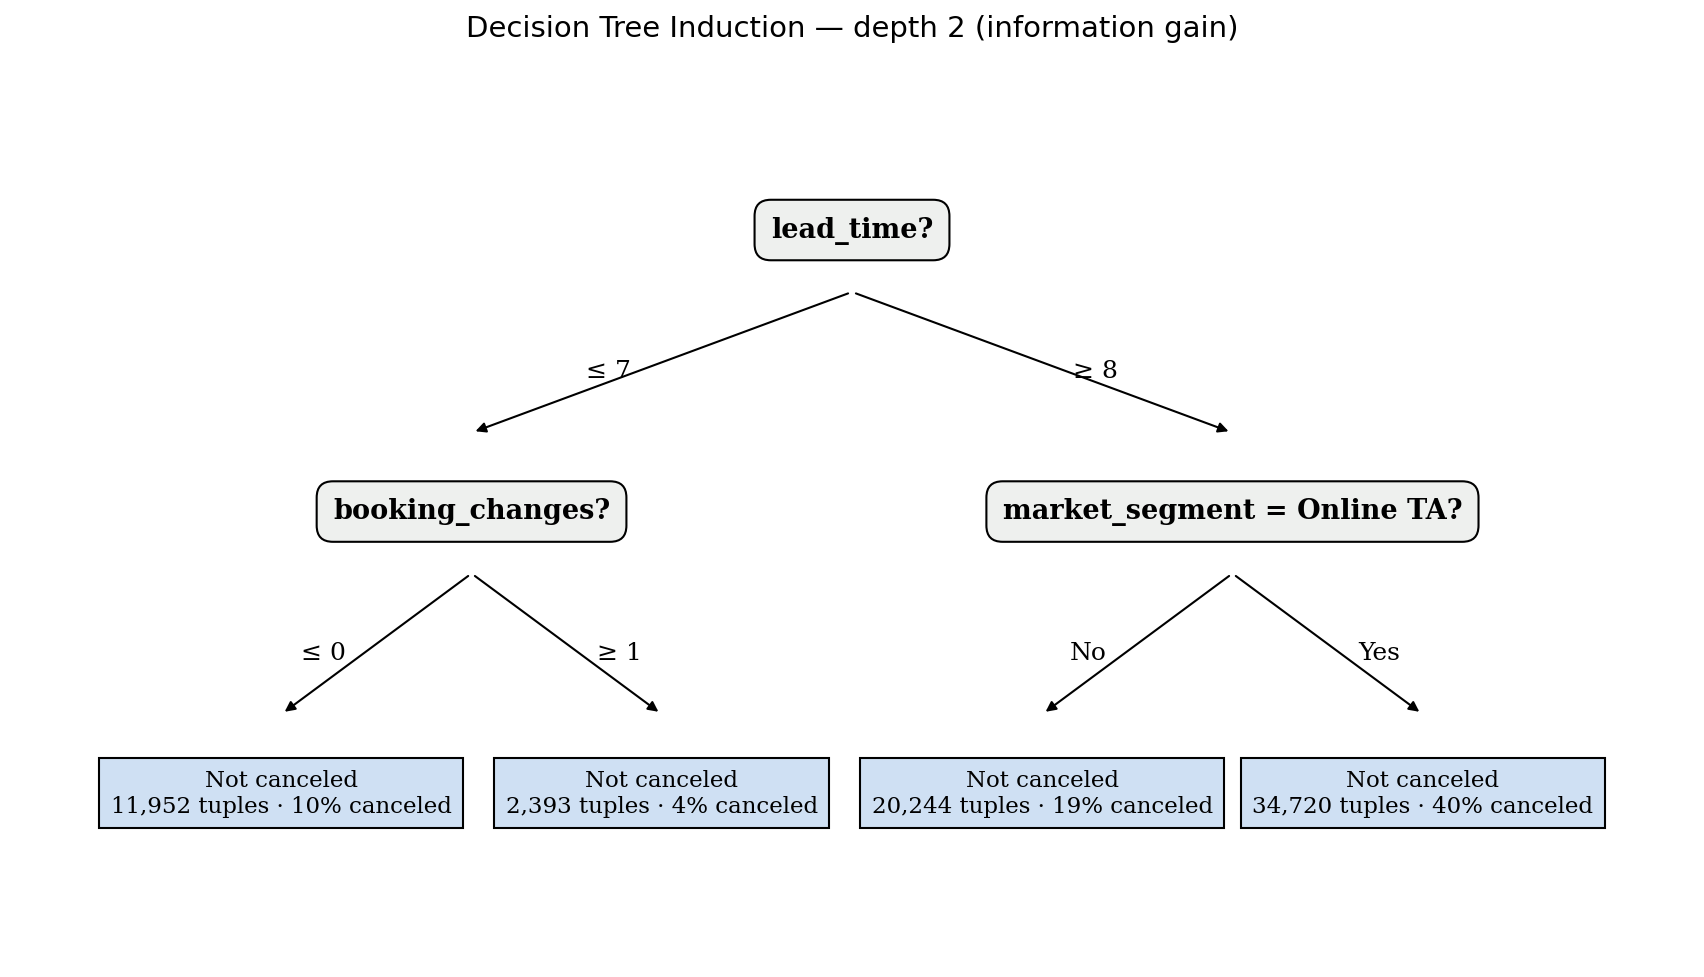 Decision Tree Induction — depth 2 (information gain)
lead_time?
≤ 7
≥ 8
booking_changes?
market_segment = Online TA?
≤ 0
≥ 1
No
Yes
Not canceled
11,952 tuples · 10% canceled
Not canceled
2,393 tuples · 4% canceled
Not canceled
20,244 tuples · 19% canceled
Not canceled
34,720 tuples · 40% canceled